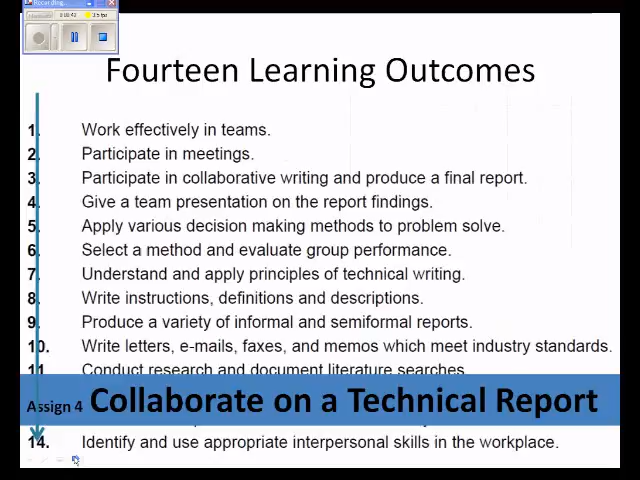 00:42 3.5 fps
Fourteen Learning Outcomes
1. Work effectively in teams.
2. Participate in meetings.
3. Participate in collaborative writing and produce a final report.
4. Give a team presentation on the report findings.
5. Apply various decision making methods to problem solve.
6. Select a method and evaluate group performance.
7. Understand and apply principles of technical writing.
8. Write instructions, definitions and descriptions.
9. Produce a variety of informal and semiformal reports.
10. Write letters, e-mails, faxes, and memos which meet industry standards.
11. Conduct research and document literature searches.
Assign 4 Collaborate on a Technical Report
14. Identify and use appropriate interpersonal skills in the workplace.